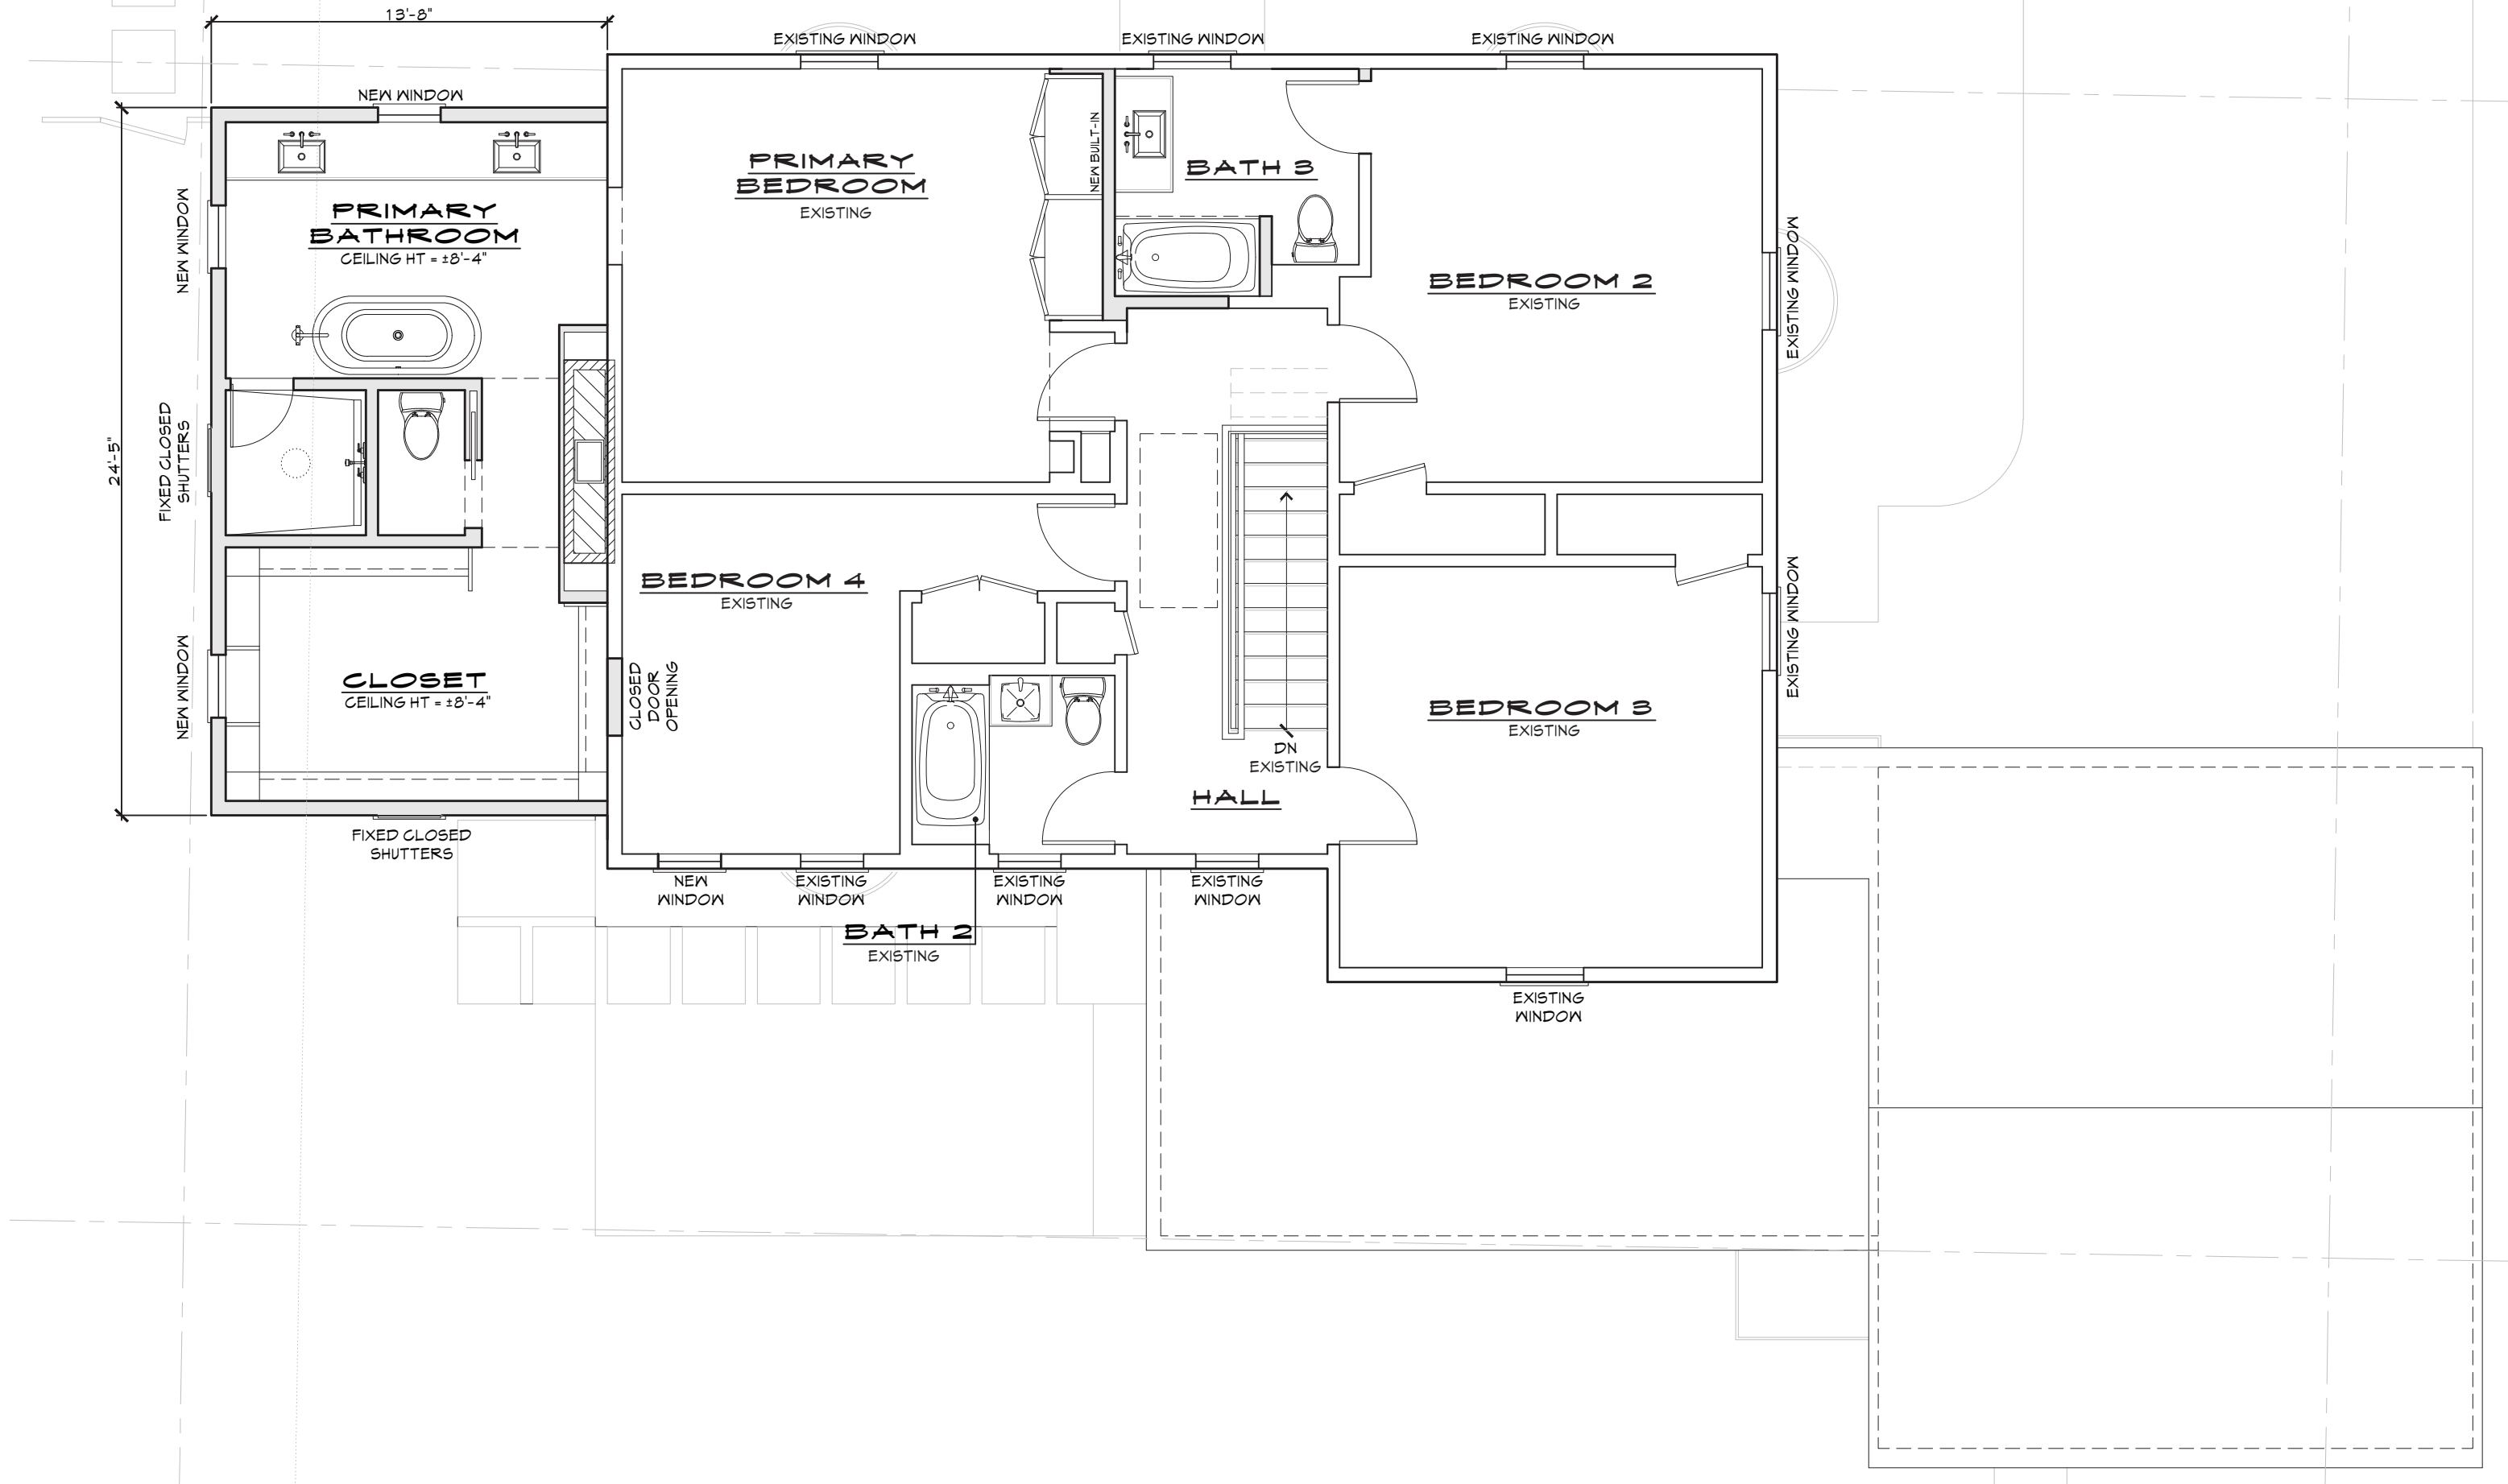 13'-8"
EXISTING WINDOW
EXISTING WINDOW
EXISTING WINDOW
NEW WINDOW
NEW WINDOW
PRIMARY
BATHROOM
CEILING HT = ±8'-4"
PRIMARY
BEDROOM
EXISTING
NEW BUILT-IN
BATH 3
BEDROOM 2
EXISTING
EXISTING WINDOW
24'-5"
FIXED CLOSED
SHUTTERS
BEDROOM 4
EXISTING
NEW WINDOW
CLOSET
CEILING HT = ±8'-4"
CLOSED
DOOR
OPENING
DN
EXISTING
HALL
BEDROOM 3
EXISTING
EXISTING WINDOW
FIXED CLOSED
SHUTTERS
NEW
WINDOW
EXISTING
WINDOW
EXISTING
WINDOW
EXISTING
WINDOW
BATH 2
EXISTING
EXISTING
WINDOW